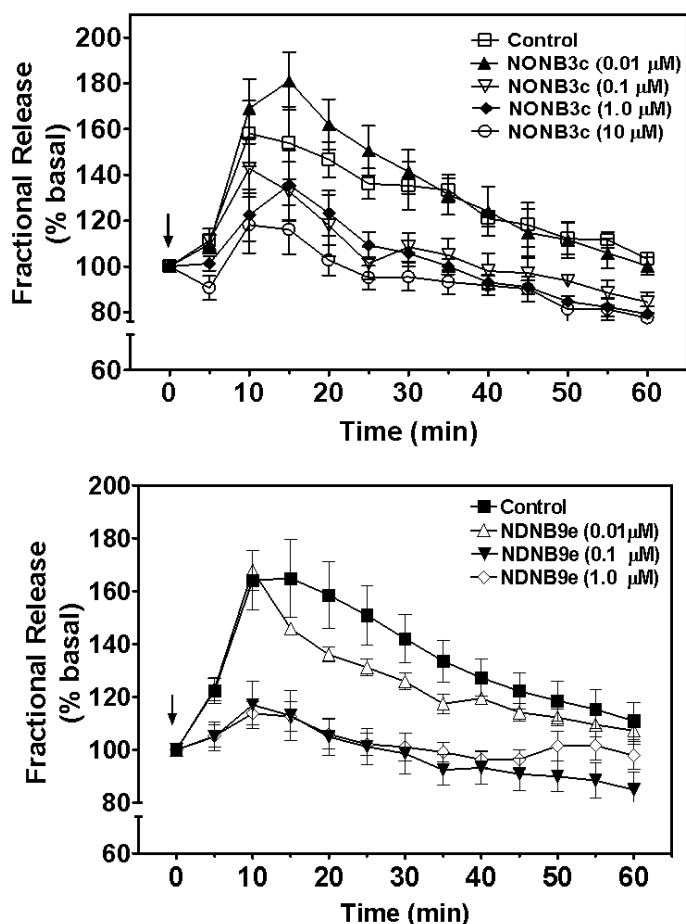 200
180
160
140
120
100
80
60
Fractional Release
(% basal)
Control
NONB3c (0.01 μM)
NONB3c (0.1 μM)
NONB3c (1.0 μM)
NONB3c (10 μM)
0 10 20 30 40 50 60
Time (min)
200
180
160
140
120
100
80
60
Fractional Release
(% basal)
Control
NDNB9e (0.01μM)
NDNB9e (0.1 μM)
NDNB9e (1.0 μM)
0 10 20 30 40 50 60
Time (min)